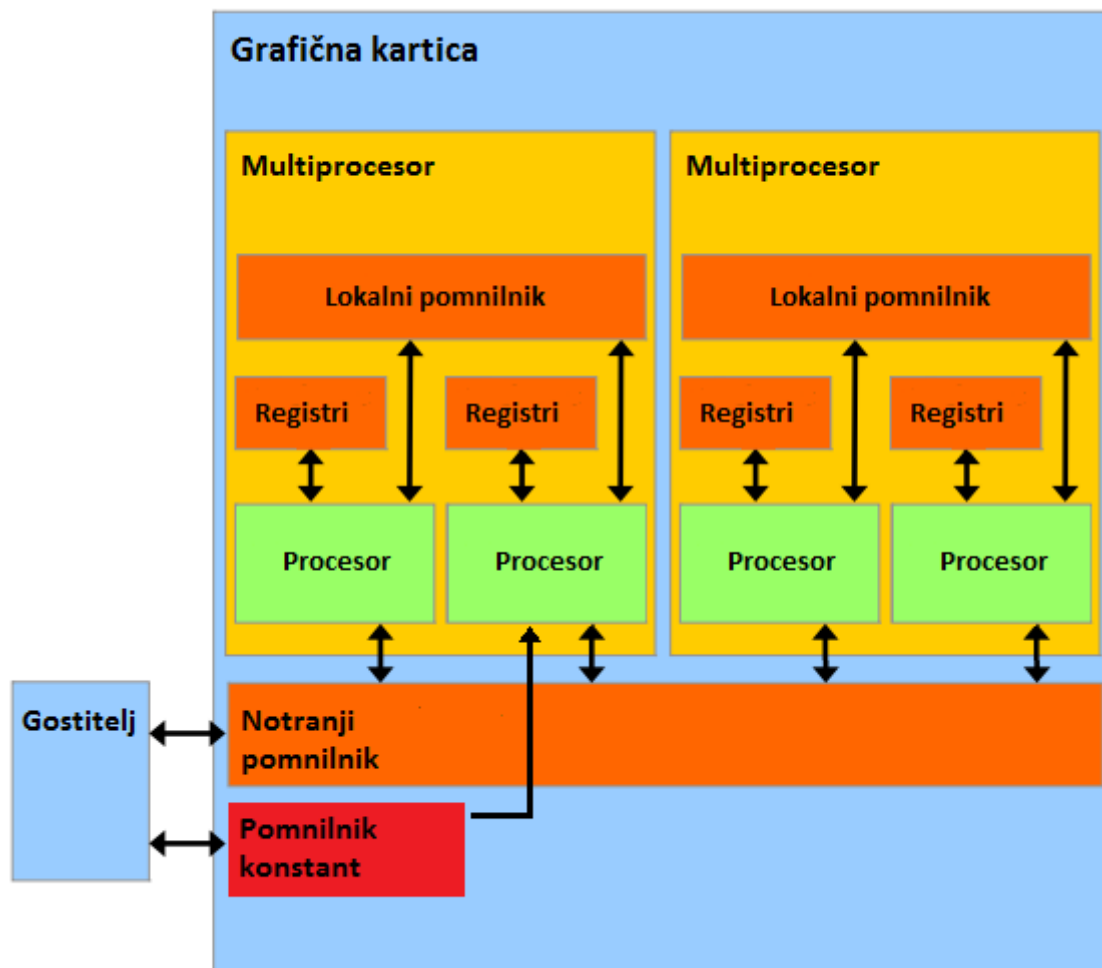 Grafična kartica
Multiprocesor
Multiprocesor
Lokalni pomnilnik
Lokalni pomnilnik
Registri
Registri
Registri
Registri
Procesor
Procesor
Procesor
Procesor
Gostitelj
Notranji
pomnilnik
Pomnilnik
konstant